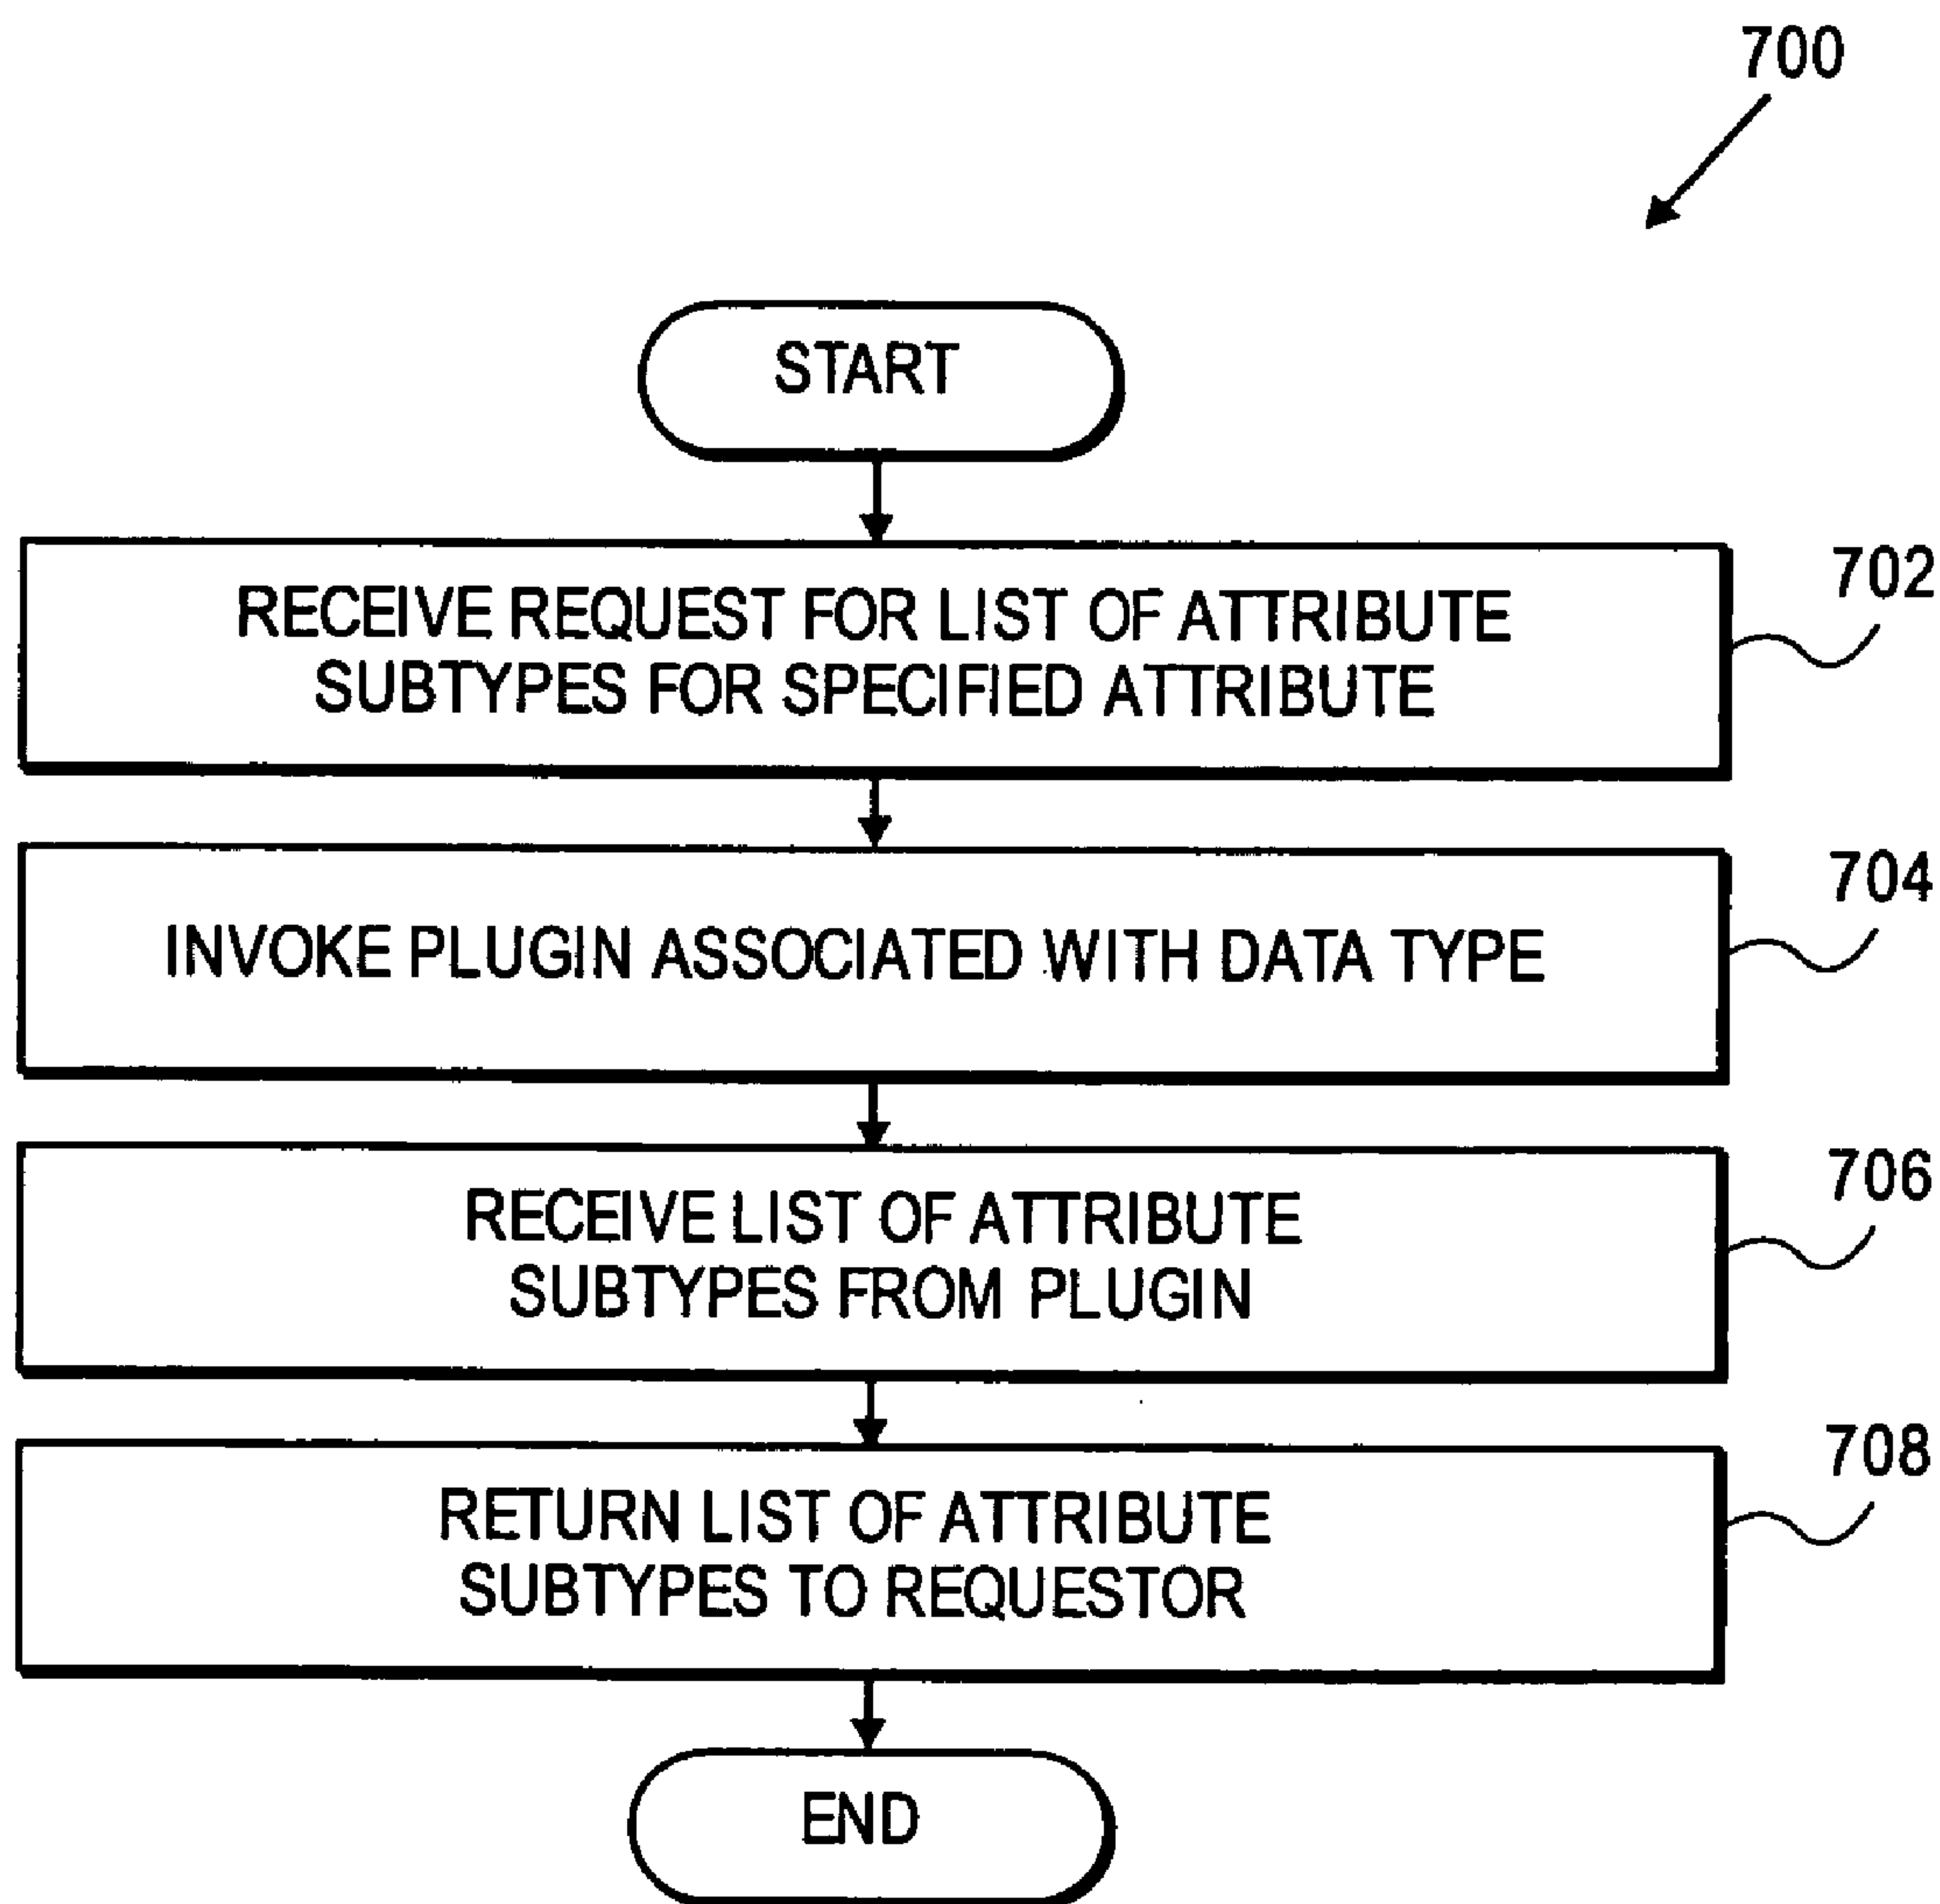 700
START
RECEIVE REQUEST FOR LIST OF ATTRIBUTE
SUBTYPES FOR SPECIFIED ATTRIBUTE
702
INVOKE PLUGIN ASSOCIATED WITH DATA TYPE
704
RECEIVE LIST OF ATTRIBUTE
SUBTYPES FROM PLUGIN
706
RETURN LIST OF ATTRIBUTE
SUBTYPES TO REQUESTOR
708
END